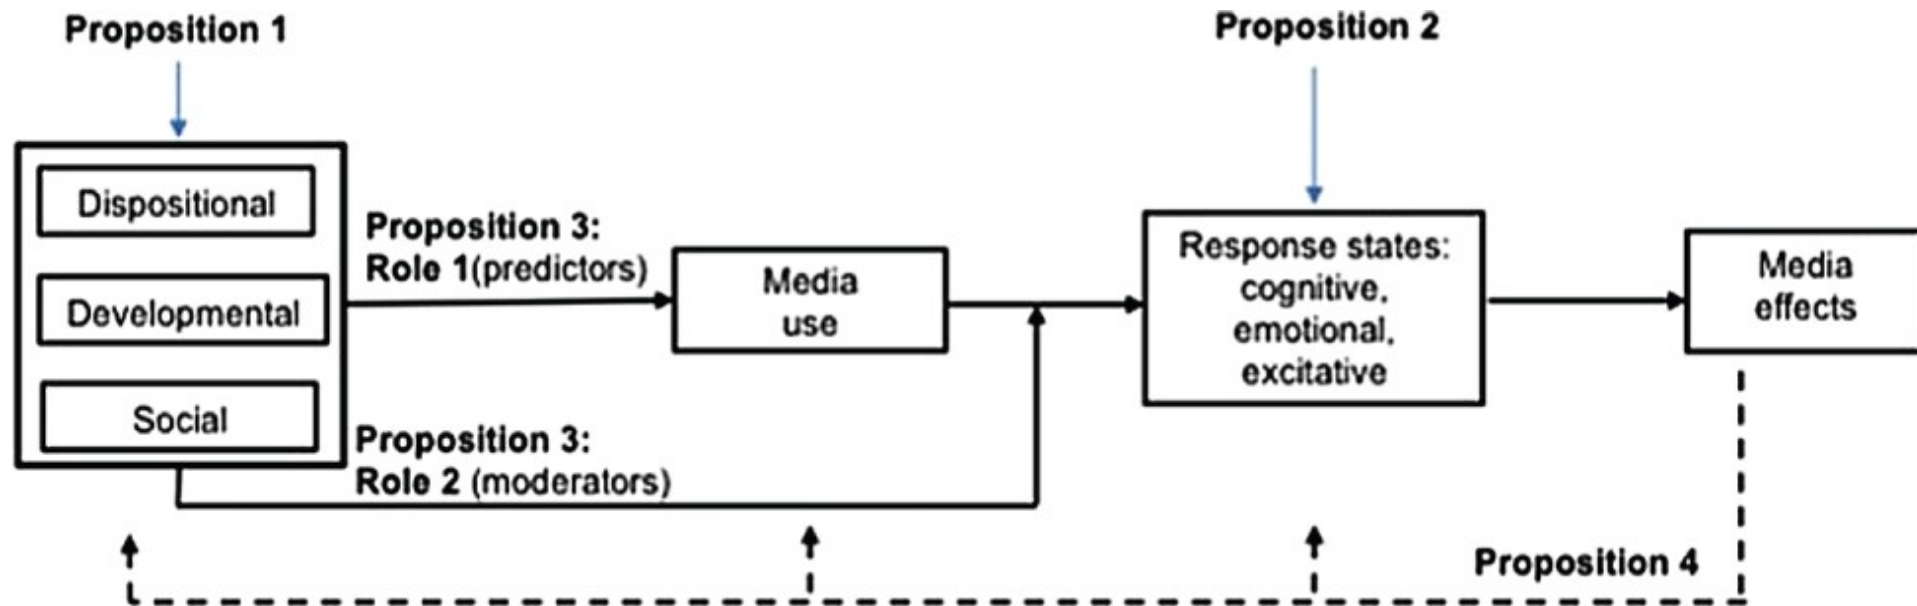 Proposition 1
Proposition 2
Dispositional
Developmental
Social
Proposition 3:
Role 1(predictors)
Proposition 3:
Role 2 (moderators)
Media
use
Response states:
cognitive,
emotional,
excitative
Media
effects
Proposition 4